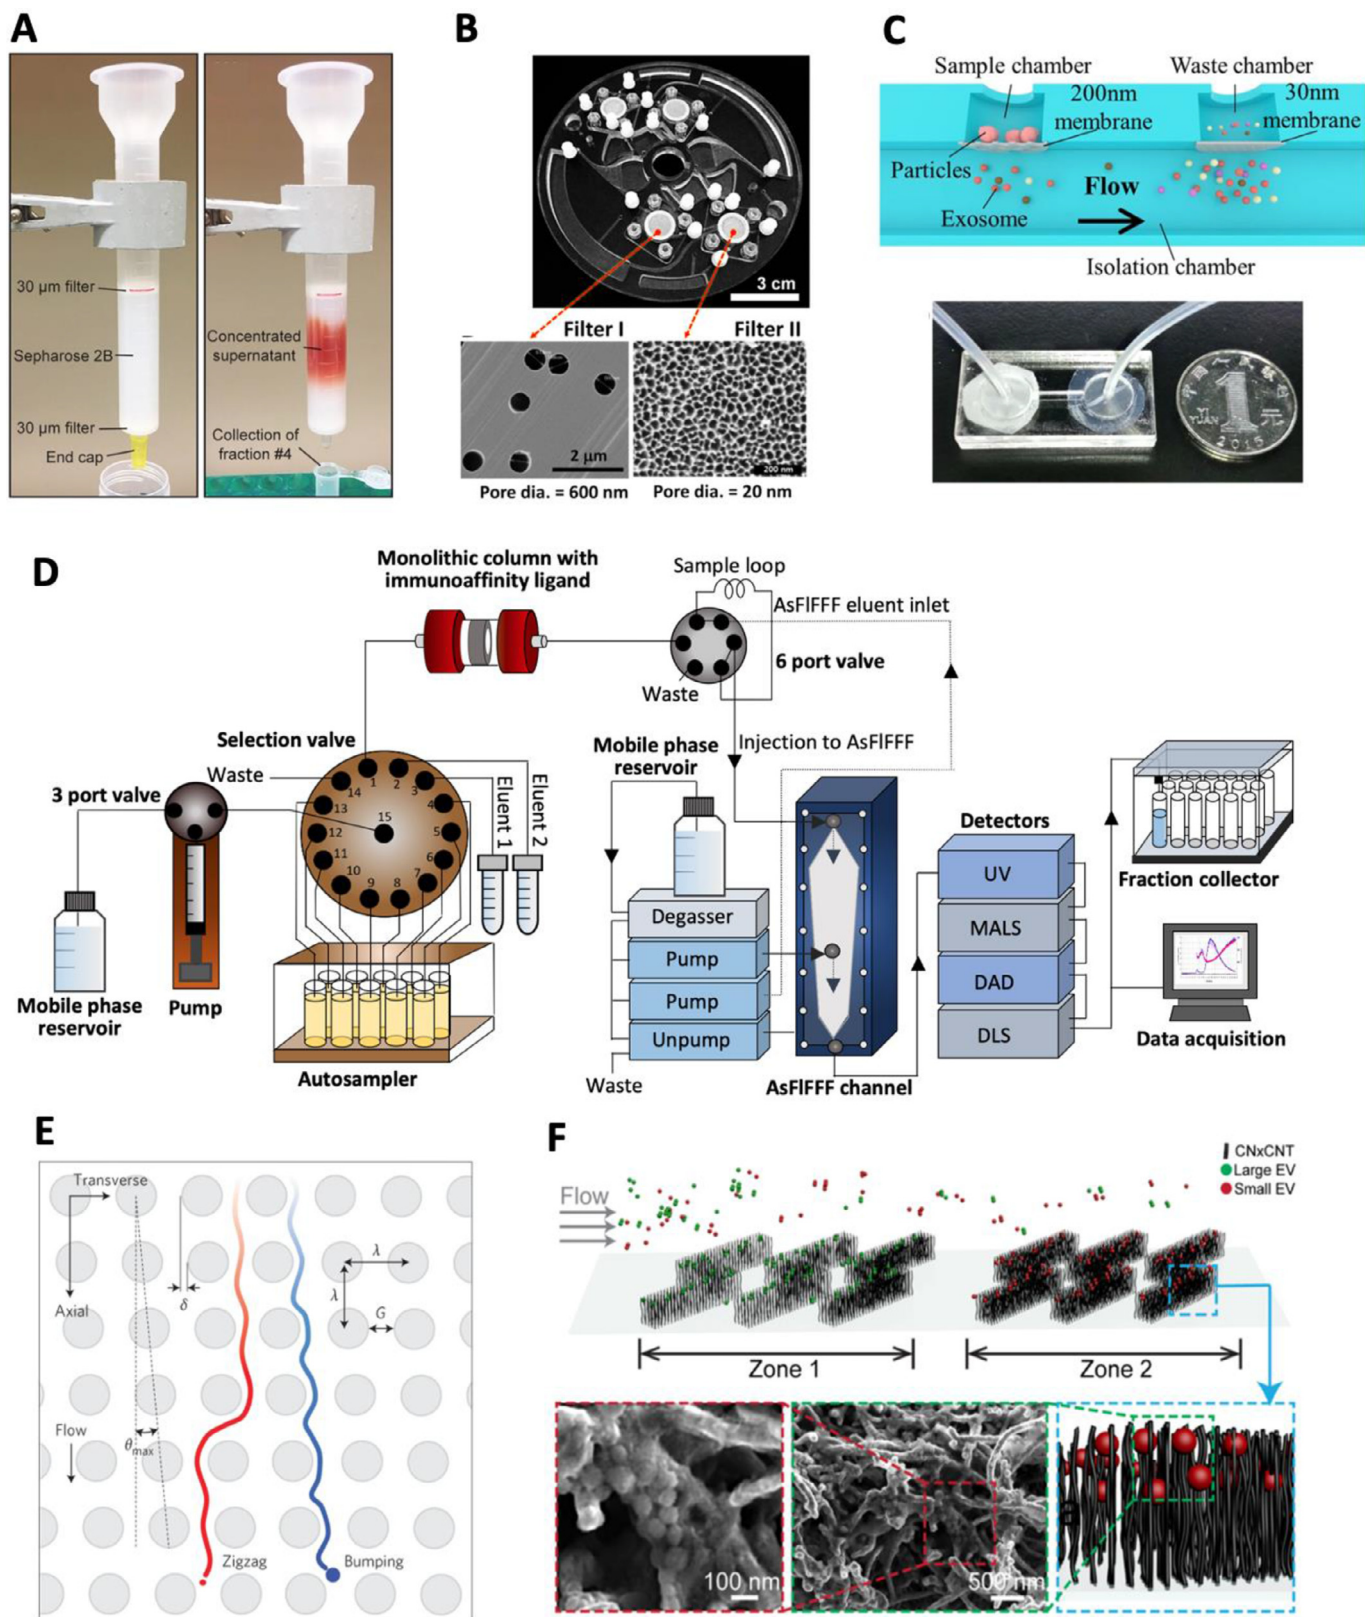 A
30 µm filter
Sepharose 2B
30 µm filter
End cap
Concentrated
supernatant
Collection of
fraction #4
B
3 cm
Filter I
Filter II
2 µm
200 nm
Pore dia. = 600 nm
Pore dia. = 20 nm
C
Sample chamber
Waste chamber
200nm
membrane
30nm
membrane
Particles
Exosome
Flow
Isolation chamber
1
YI
YUAN
元
2015
D
Monolithic column with
immunoaffinity ligand
Sample loop
AsFlFFF eluent inlet
6 port valve
Waste
Injection to AsFlFFF
Selection valve
Waste
3 port valve
1
2
3
4
5
6
7
8
9
10
11
12
13
14
15
Eluent 1
Eluent 2
Mobile phase
reservoir
Pump
Autosampler
Mobile phase
reservoir
Degasser
Pump
Pump
Unpump
Waste
AsFlFFF channel
Detectors
UV
MALS
DAD
DLS
Fraction collector
Data acquisition
E
Transverse
Axial
δ
λ
λ
G
Flow
θmax
Zigzag
Bumping
F
CNxCNT
Large EV
Small EV
Flow
Zone 1
Zone 2
100 nm
500 nm